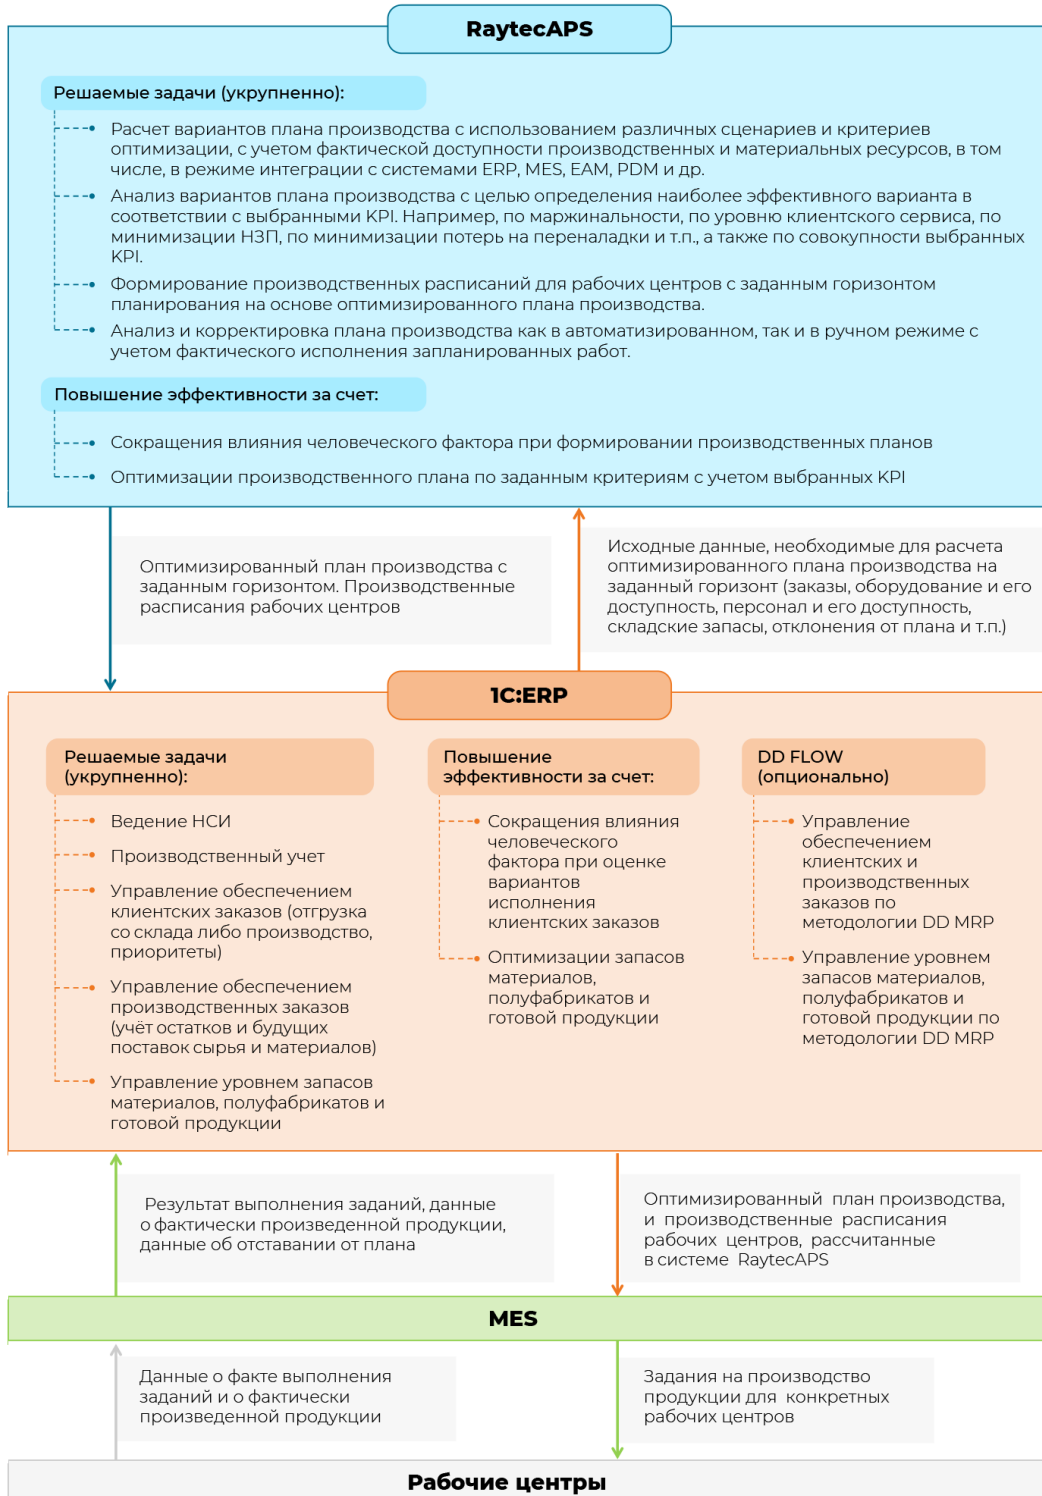 RaytecAPS
Решаемые задачи (укрупненно):
Расчет вариантов плана производства с использованием различных сценариев и критериев
оптимизации, с учетом фактической доступности производственных и материальных ресурсов, в том
числе, в режиме интеграции с системами ERP, MES, EAM, PDM и др.
Анализ вариантов плана производства с целью определения наиболее эффективного варианта в
соответствии с выбранными KPI. Например, по маржинальности, по уровню клиентского сервиса, по
минимизации НЗП, по минимизации потерь на переналадки и т.п., а также по совокупности выбранных
KPI.
Формирование производственных расписаний для рабочих центров с заданным горизонтом
планирования на основе оптимизированного плана производства.
Анализ и корректировка плана производства как в автоматизированном, так и в ручном режиме с
учетом фактического исполнения запланированных работ.
Повышение эффективности за счет:
Сокращения влияния человеческого фактора при формировании производственных планов
Оптимизации производственного плана по заданным критериям с учетом выбранных KPI
Оптимизированный план производства с
заданным горизонтом. Производственные
расписания рабочих центров
Исходные данные, необходимые для расчета
оптимизированного плана производства на
заданный горизонт (заказы, оборудование и его
доступность, персонал и его доступность,
складские запасы, отклонения от плана и т.п.)
1C:ERP
Решаемые задачи
(укрупненно):
Ведение НСИ
Производственный учет
Управление обеспечением
клиентских заказов (отгрузка
со склада либо производство,
приоритеты)
Управление обеспечением
производственных заказов
(учёт остатков и будущих
поставок сырья и материалов)
Управление уровнем запасов
материалов, полуфабрикатов и
готовой продукции
Повышение
эффективности за счет:
Сокращения влияния
человеческого
фактора при оценке
вариантов
исполнения
клиентских заказов
Оптимизации запасов
материалов,
полуфабрикатов и
готовой продукции
DD FLOW
(опционально)
Управление
обеспечением
клиентских и
производственных
заказов по
методологии DD MRP
Управление уровнем
запасов материалов,
полуфабрикатов и
готовой продукции по
методологии DD MRP
Результат выполнения заданий, данные
о фактически произведенной продукции,
данные об отставании от плана
Оптимизированный план производства,
и производственные расписания
рабочих центров, рассчитанные
в системе RaytecAPS
MES
Данные о факте выполнения
заданий и о фактически
произведенной продукции
Задания на производство
продукции для конкретных
рабочих центров
Рабочие центры